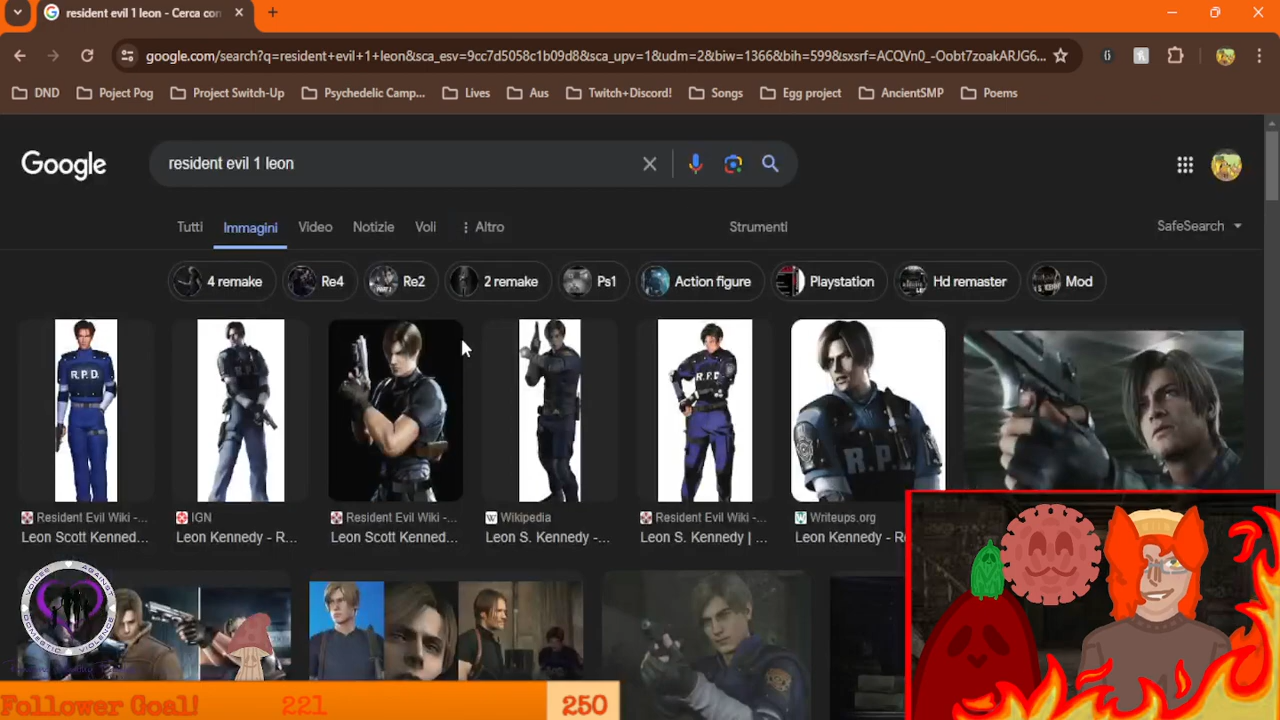 resident evil 1 leon - Cerca con
google.com/search?q=resident+evil+1+leon&sca_esv=9cc7d5058c1b09d8&sca_upv=1&udm=2&biw=1366&bih=599&sxsrf=ACQVn0_-Oobt7zoakARJG6...
DND Poject Pog Project Switch-Up Psychedelic Camp... Lives Aus Twitch+Discord! Songs Egg project AncientSMP Poems
Google resident evil 1 leon
Tutti Immagini Video Notizie Voli Altro Strumenti SafeSearch
4 remake Re4 Re2 2 remake Ps1 Action figure Playstation Hd remaster Mod
R.P.D. R.P.D. R.P.D.
Resident Evil Wiki -... IGN Resident Evil Wiki -... Wikipedia Resident Evil Wiki -... Writeups.org
Leon Scott Kenned... Leon Kennedy - R... Leon Scott Kenned... Leon S. Kennedy -... Leon S. Kennedy | ... Leon Kennedy - R
VOICES AGAINST
DOMESTIC VIOLENCE
Follower Goal! 221 250